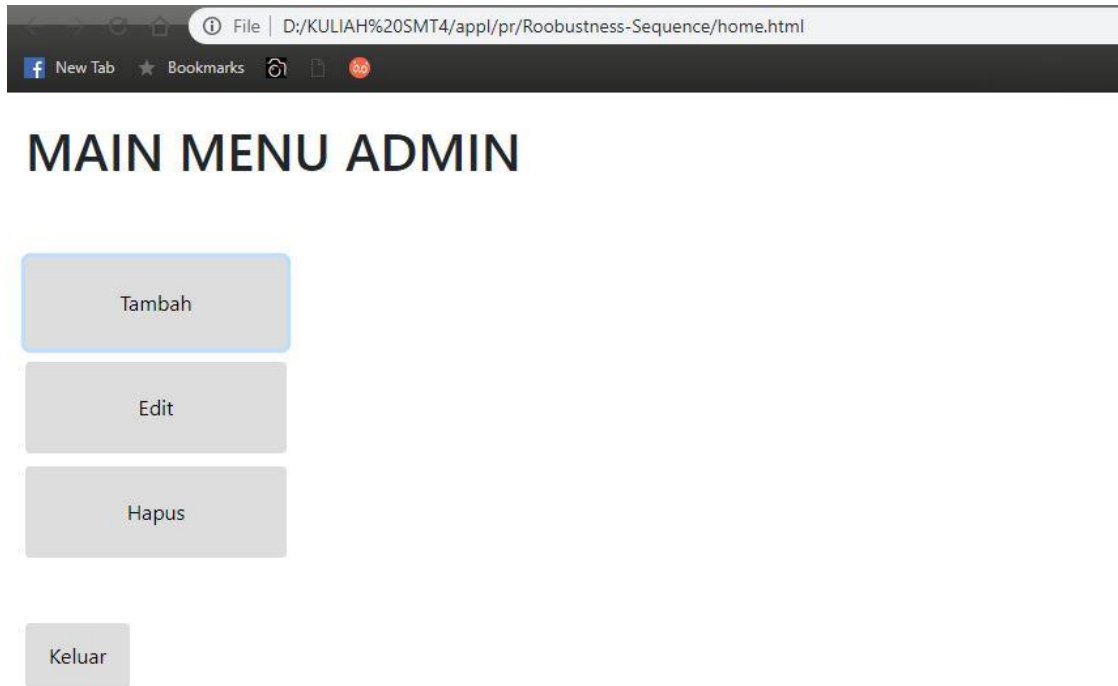 File | D:/KULIAH%20SMT4/appl/pr/Roobustness-Sequence/home.html
New Tab Bookmarks
MAIN MENU ADMIN
Tambah
Edit
Hapus
Keluar